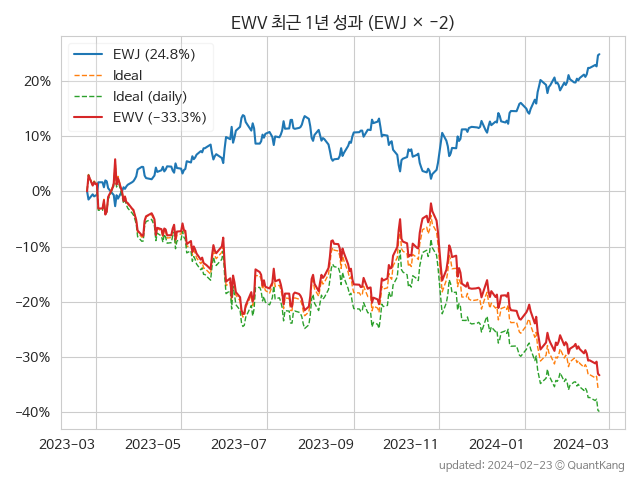 EWV 최근 1년 성과 (EWJ × −2)
EWJ (24.8%)
Ideal
Ideal (daily)
EWV (−33.3%)
20%
10%
0%
−10%
−20%
−30%
−40%
2023-03 2023-05 2023-07 2023-09 2023-11 2024-01 2024-03
updated: 2024-02-23 © QuantKang